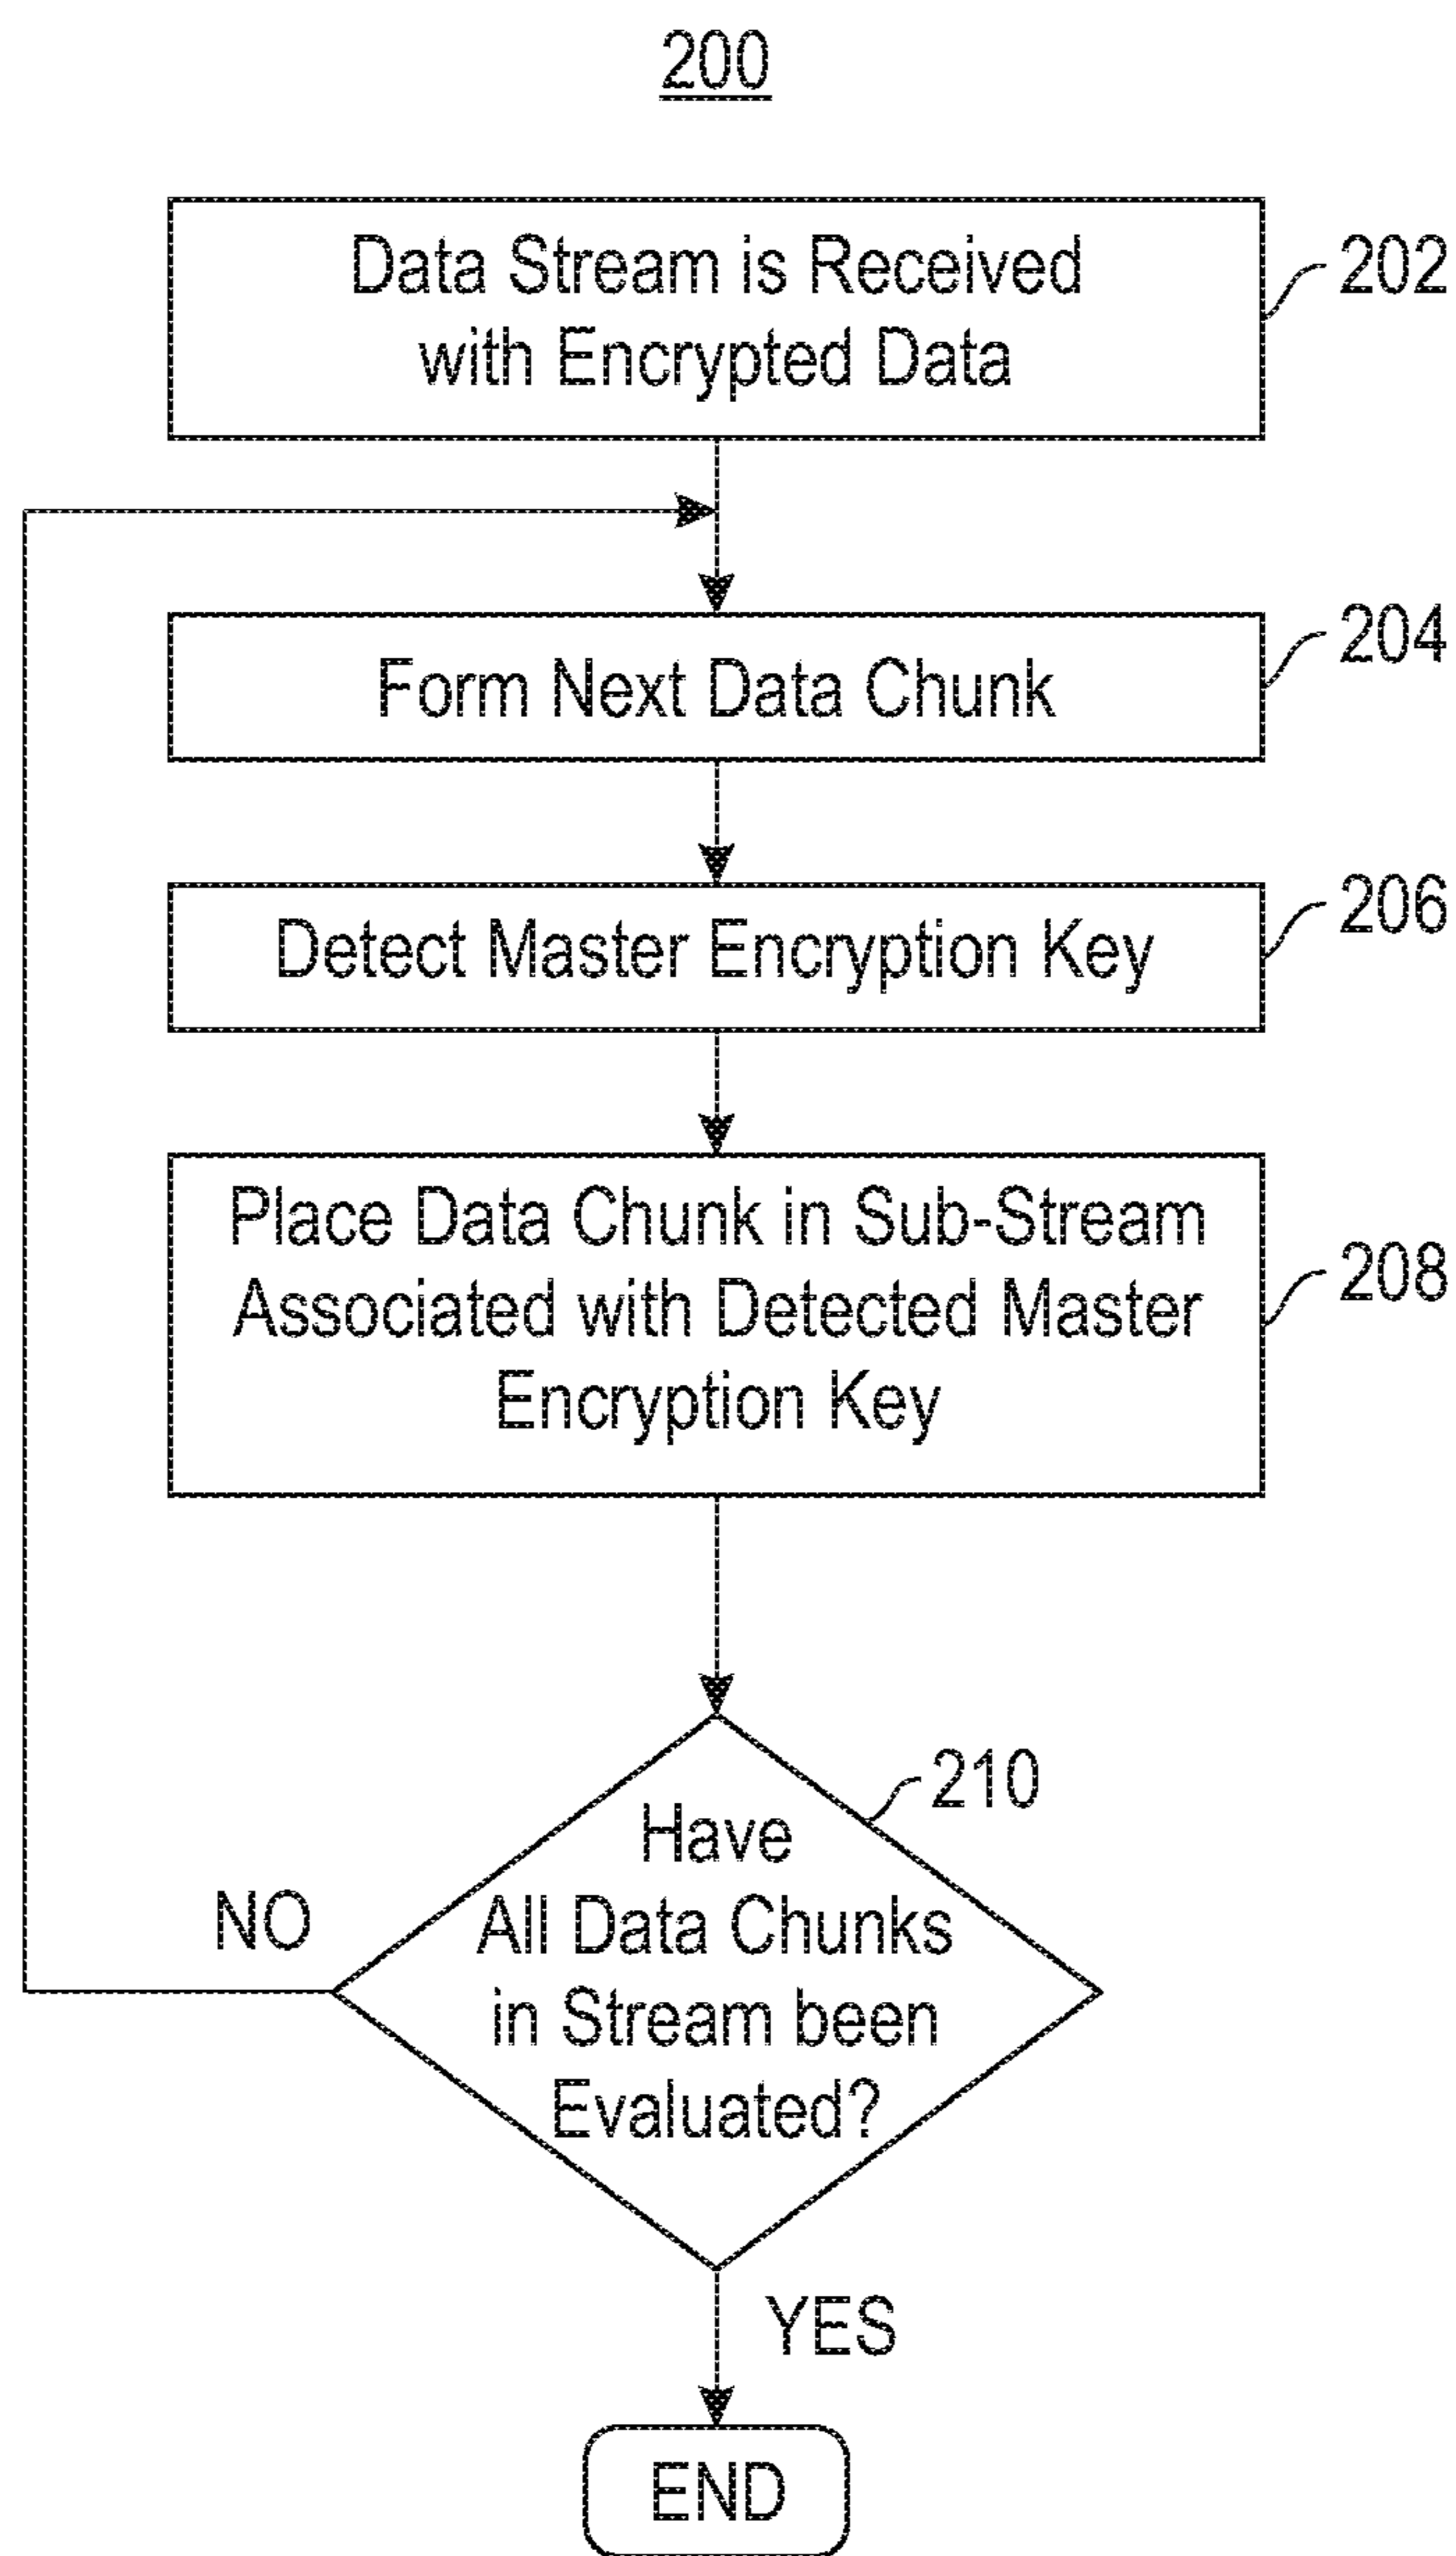 200
Data Stream is Received
with Encrypted Data
202
Form Next Data Chunk
204
Detect Master Encryption Key
206
Place Data Chunk in Sub-Stream
Associated with Detected Master
Encryption Key
208
210
Have
All Data Chunks
in Stream been
Evaluated?
NO
YES
END